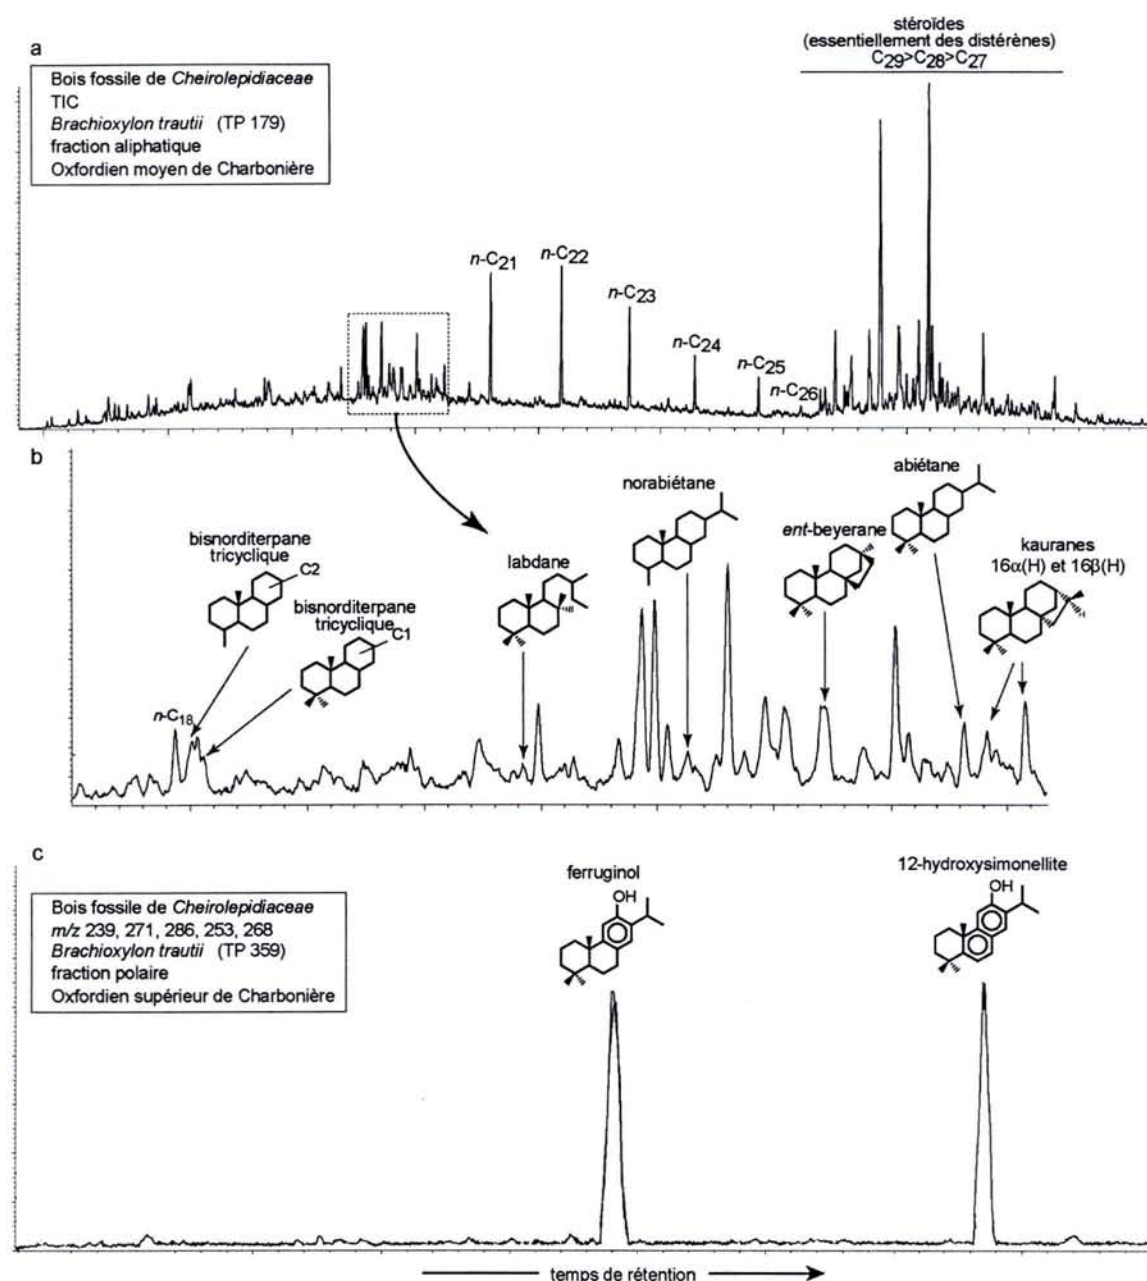 a
stéroïdes
(essentiellement des distérènes)
C29>C28>C27
Bois fossile de Cheirolepidiaceae
TIC
Brachioxylon trautii (TP 179)
fraction aliphatique
Oxfordien moyen de Charbonière
n-C21
n-C22
n-C23
n-C24
n-C25
n-C26
b
bisnorditerpane
tricyclique
C2
bisnorditerpane
tricyclique
C1
n-C18
labdane
norabiétane
ent-beyerane
abiétane
kauranes
16α(H) et 16β(H)
H
c
Bois fossile de Cheirolepidiaceae
m/z 239, 271, 286, 253, 268
Brachioxylon trautii (TP 359)
fraction polaire
Oxfordien supérieur de Charbonière
ferruginol
OH
12-hydroxysimonellite
OH
temps de rétention